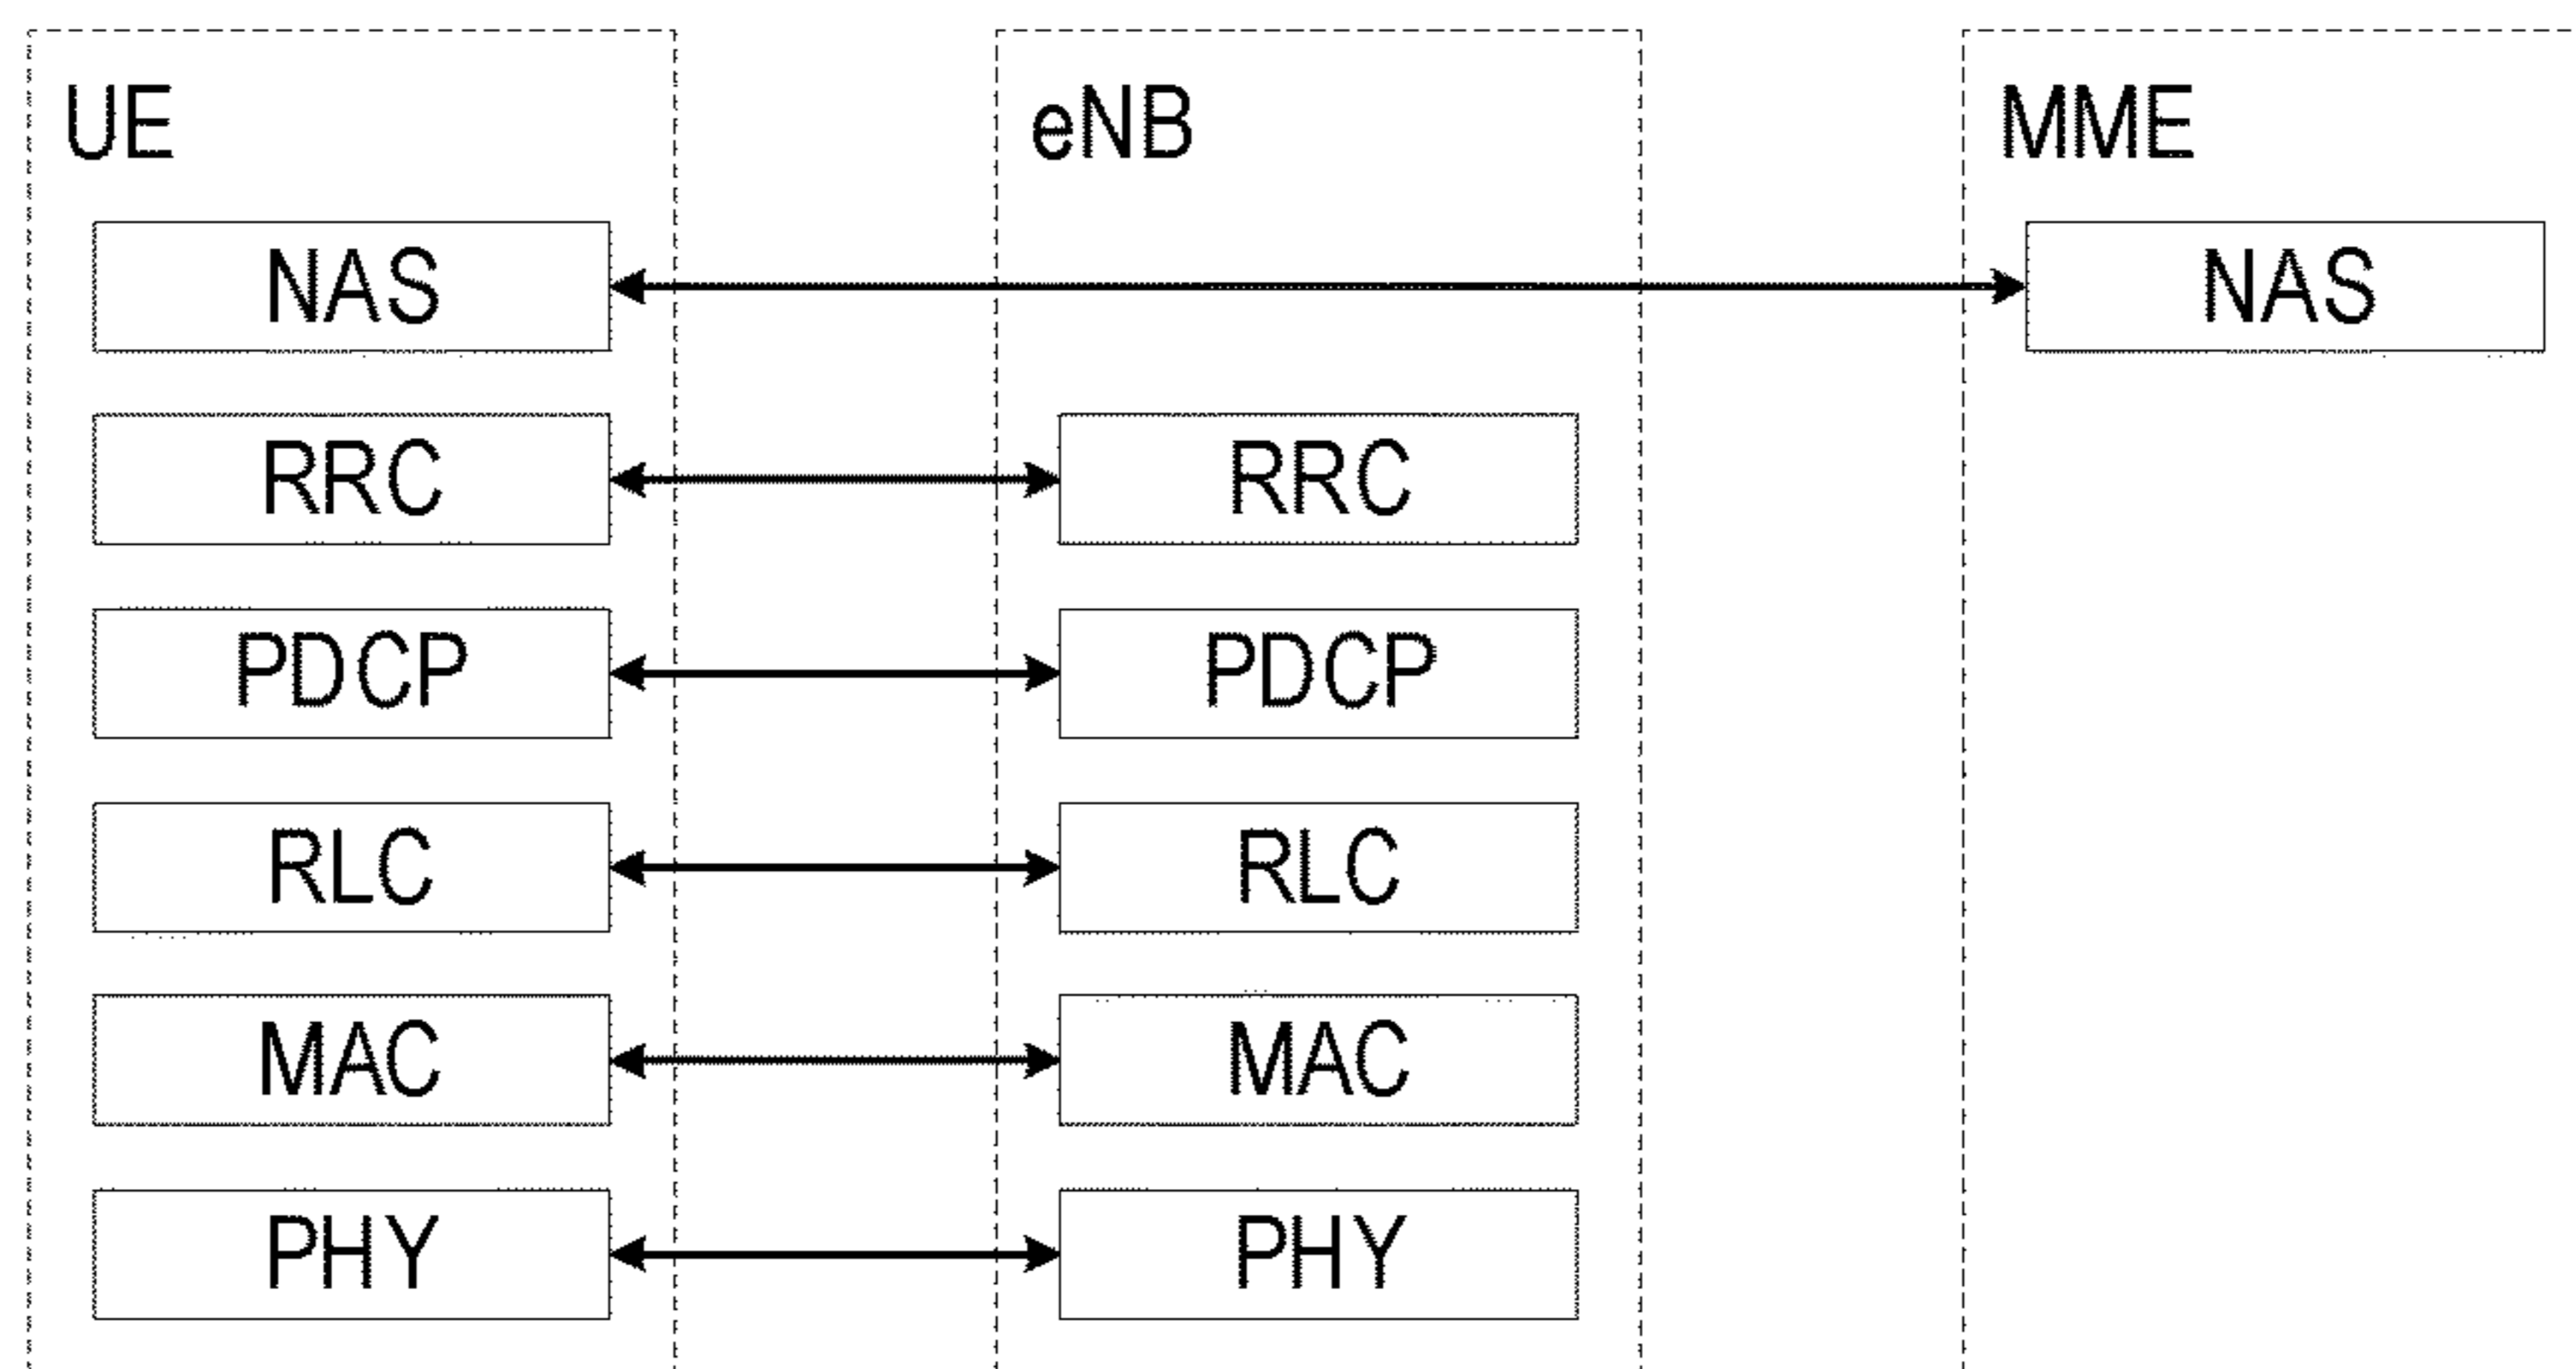 UE eNB MME
NAS NAS
RRC RRC
PDCP PDCP
RLC RLC
MAC MAC
PHY PHY